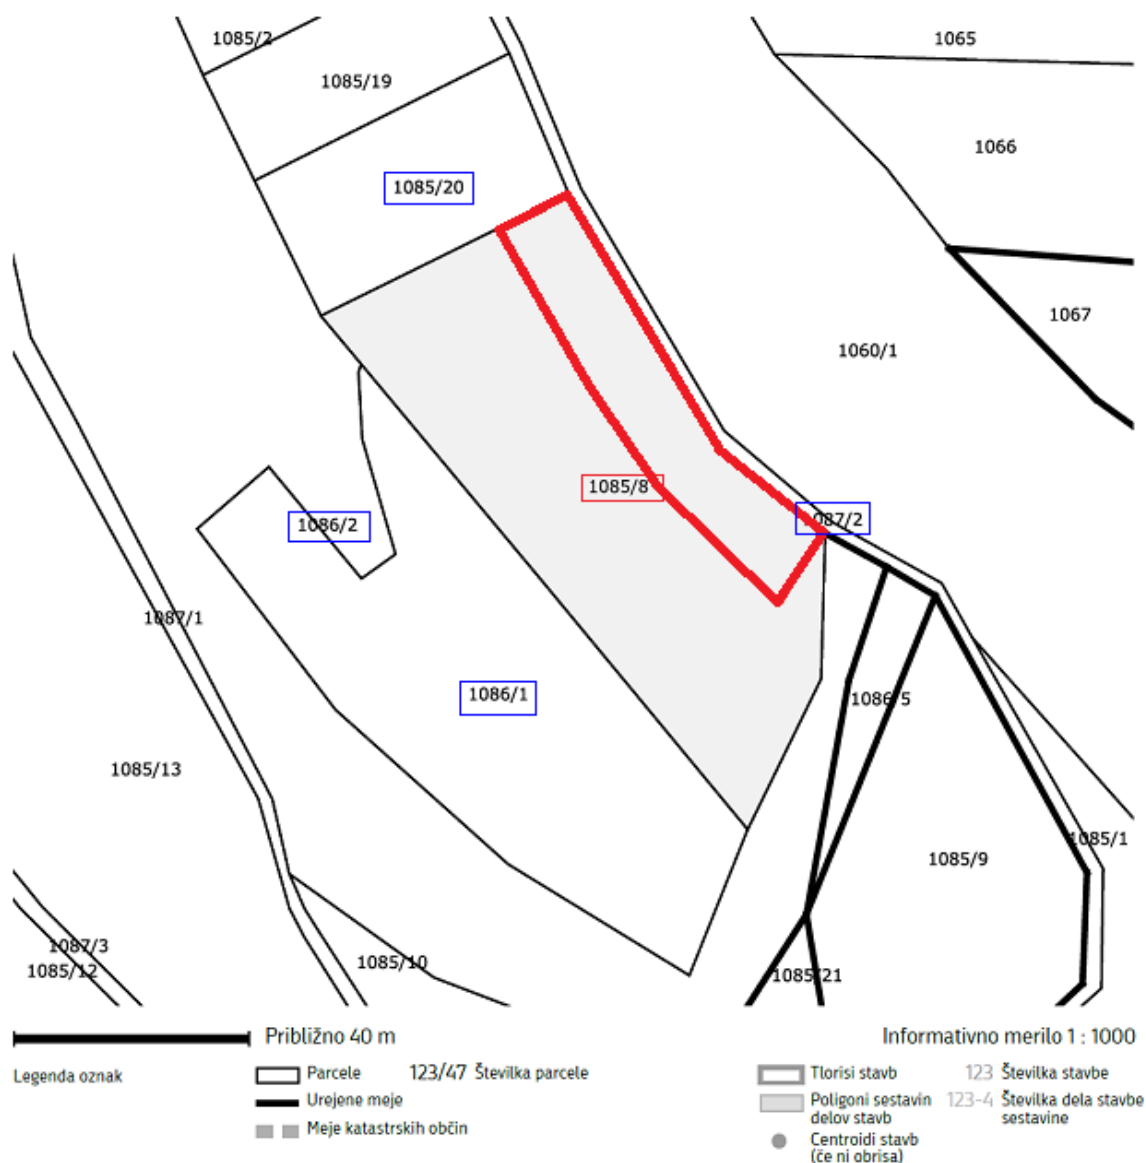 1085/2
1065
1085/19
1066
1085/20
1067
1060/1
1085/8
1086/2
1087/2
1087/1
1086/1
1086/5
1085/13
1085/1
1085/9
1087/3
1085/12
1085/10
1085/21
Približno 40 m
Informativno merilo 1 : 1000
Legenda oznak
Parcele
123/47 Številka parcele
Urejene meje
Meje katastrskih občin
Tlorisi stavb
123 Številka stavbe
Poligoni sestavin
delov stavb
123-4 Številka dela stavbe
sestavine
Centroidi stavb
(če ni obrisa)